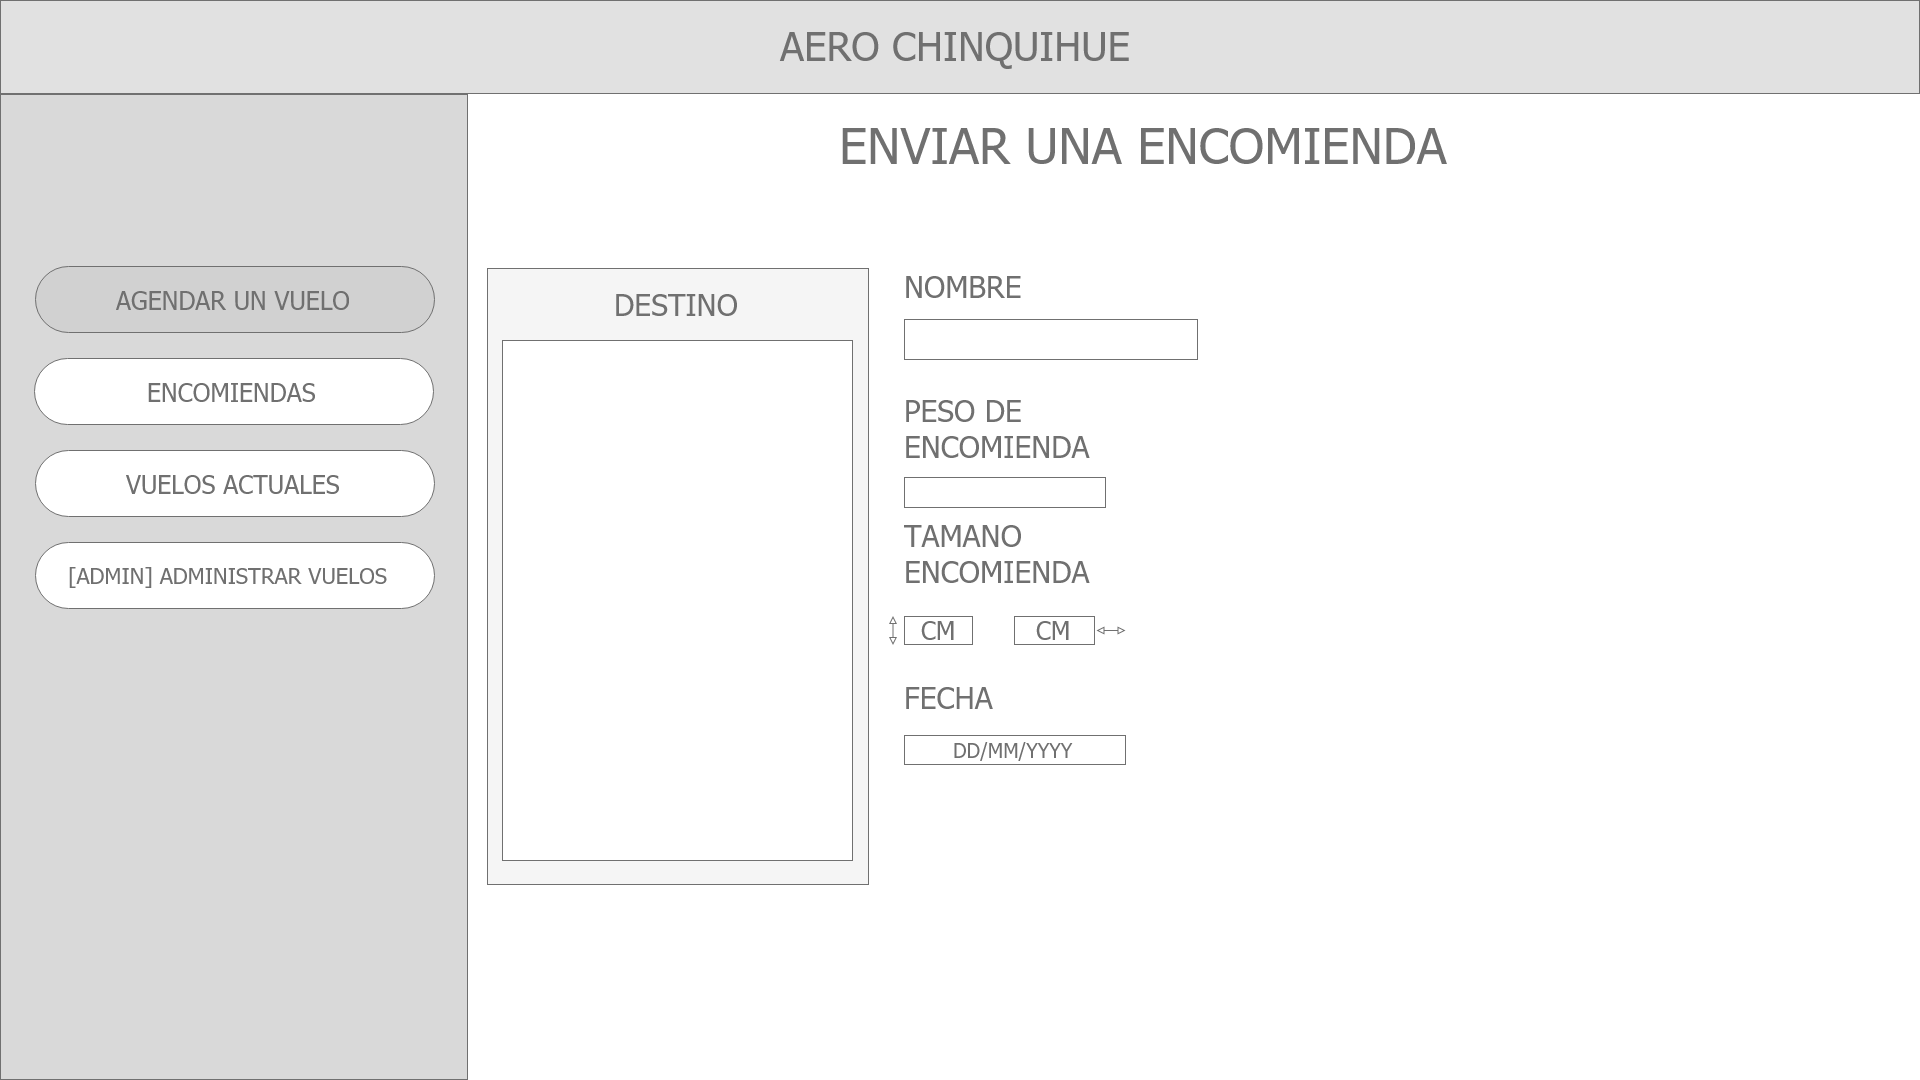 AERO CHINQUIHUE
ENVIAR UNA ENCOMIENDA
AGENDAR UN VUELO
ENCOMIENDAS
VUELOS ACTUALES
[ADMIN] ADMINISTRAR VUELOS
DESTINO
NOMBRE
PESO DE
ENCOMIENDA
TAMANO
ENCOMIENDA
CM CM
FECHA
DD/MM/YYYY